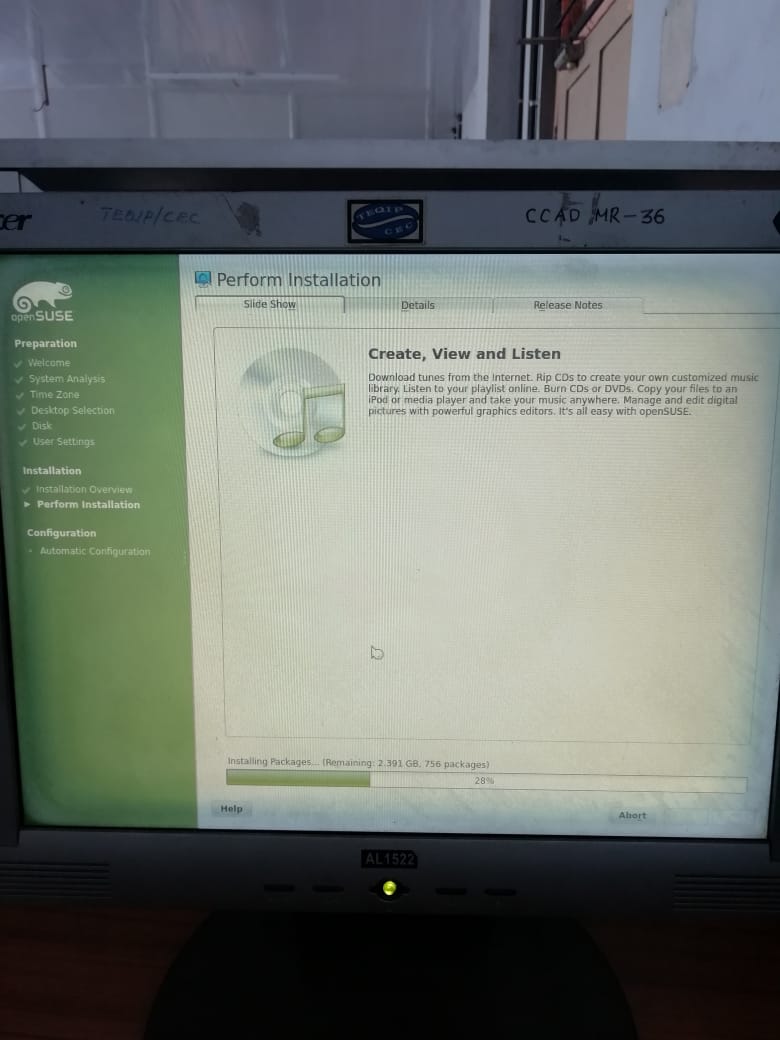 cer
TEQIP/CEC
TEQIP
CEC
CCAD MR-36
openSUSE
Preparation
Welcome
System Analysis
Time Zone
Desktop Selection
Disk
User Settings
Installation
Installation Overview
Perform Installation
Configuration
Automatic Configuration
Perform Installation
Slide Show
Details
Release Notes
Create, View and Listen
Download tunes from the Internet. Rip CDs to create your own customized music
library. Listen to your playlist online. Burn CDs or DVDs. Copy your files to an
iPod or media player and take your music anywhere. Manage and edit digital
pictures with powerful graphics editors. It's all easy with openSUSE.
Installing Packages... (Remaining: 2.391 GB, 756 packages)
28%
Help
Abort
AL1522